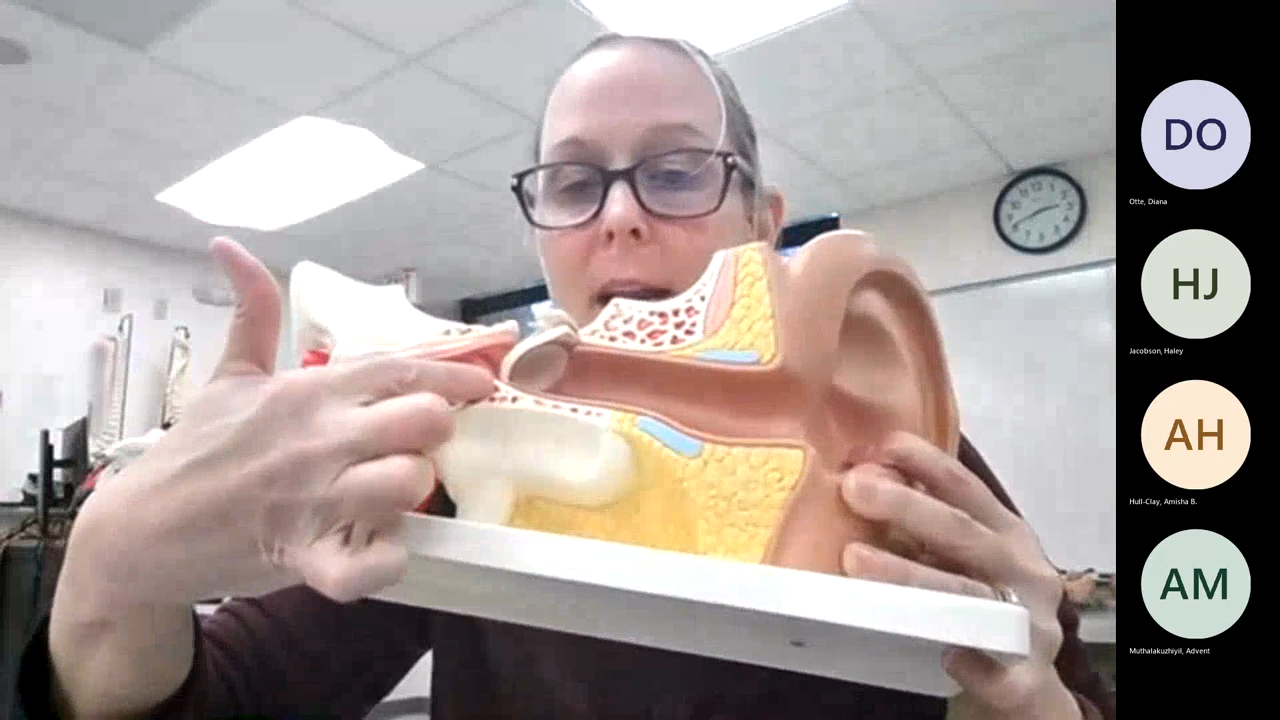 DO
Otte, Diana
HJ
Jacobson, Haley
AH
Hull-Clay, Amisha B.
AM
Muthalakuzhiyil, Advent